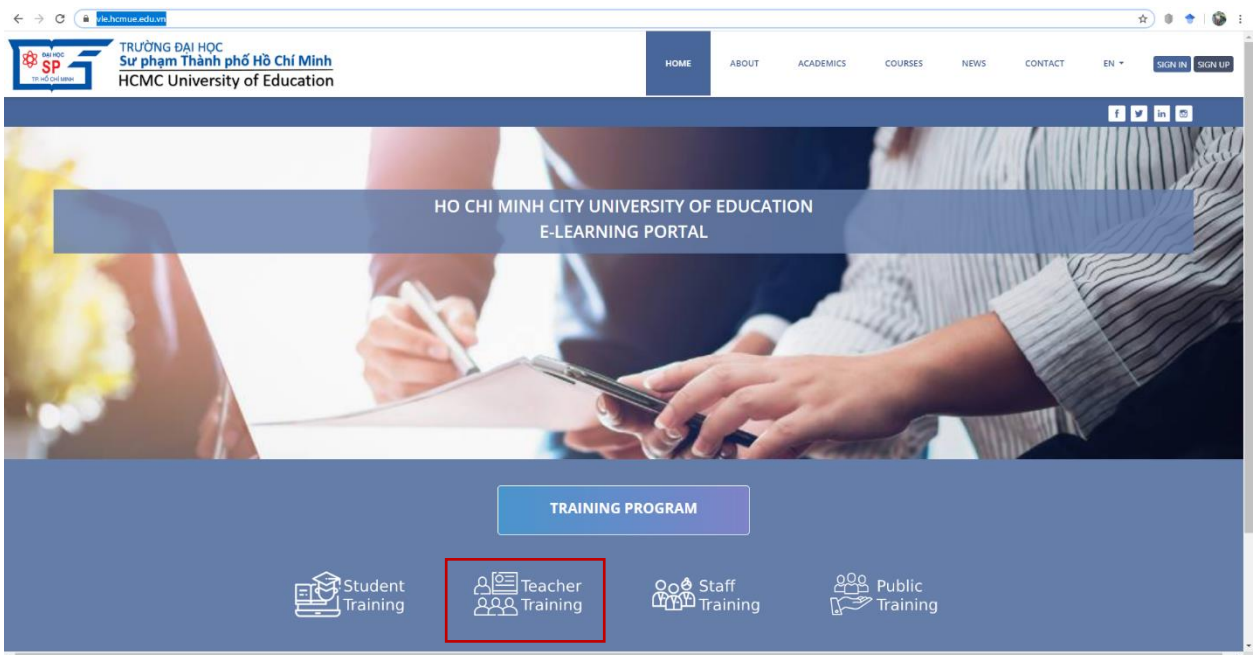 vle.hcmue.edu.vn
ĐẠI HỌC
SP
TP. HỒ CHÍ MINH
TRƯỜNG ĐẠI HỌC
Sư phạm Thành phố Hồ Chí Minh
HCMC University of Education
HOME ABOUT ACADEMICS COURSES NEWS CONTACT EN SIGN IN SIGN UP
HO CHI MINH CITY UNIVERSITY OF EDUCATION
E-LEARNING PORTAL
TRAINING PROGRAM
Student
Training
Teacher
Training
Staff
Training
Public
Training